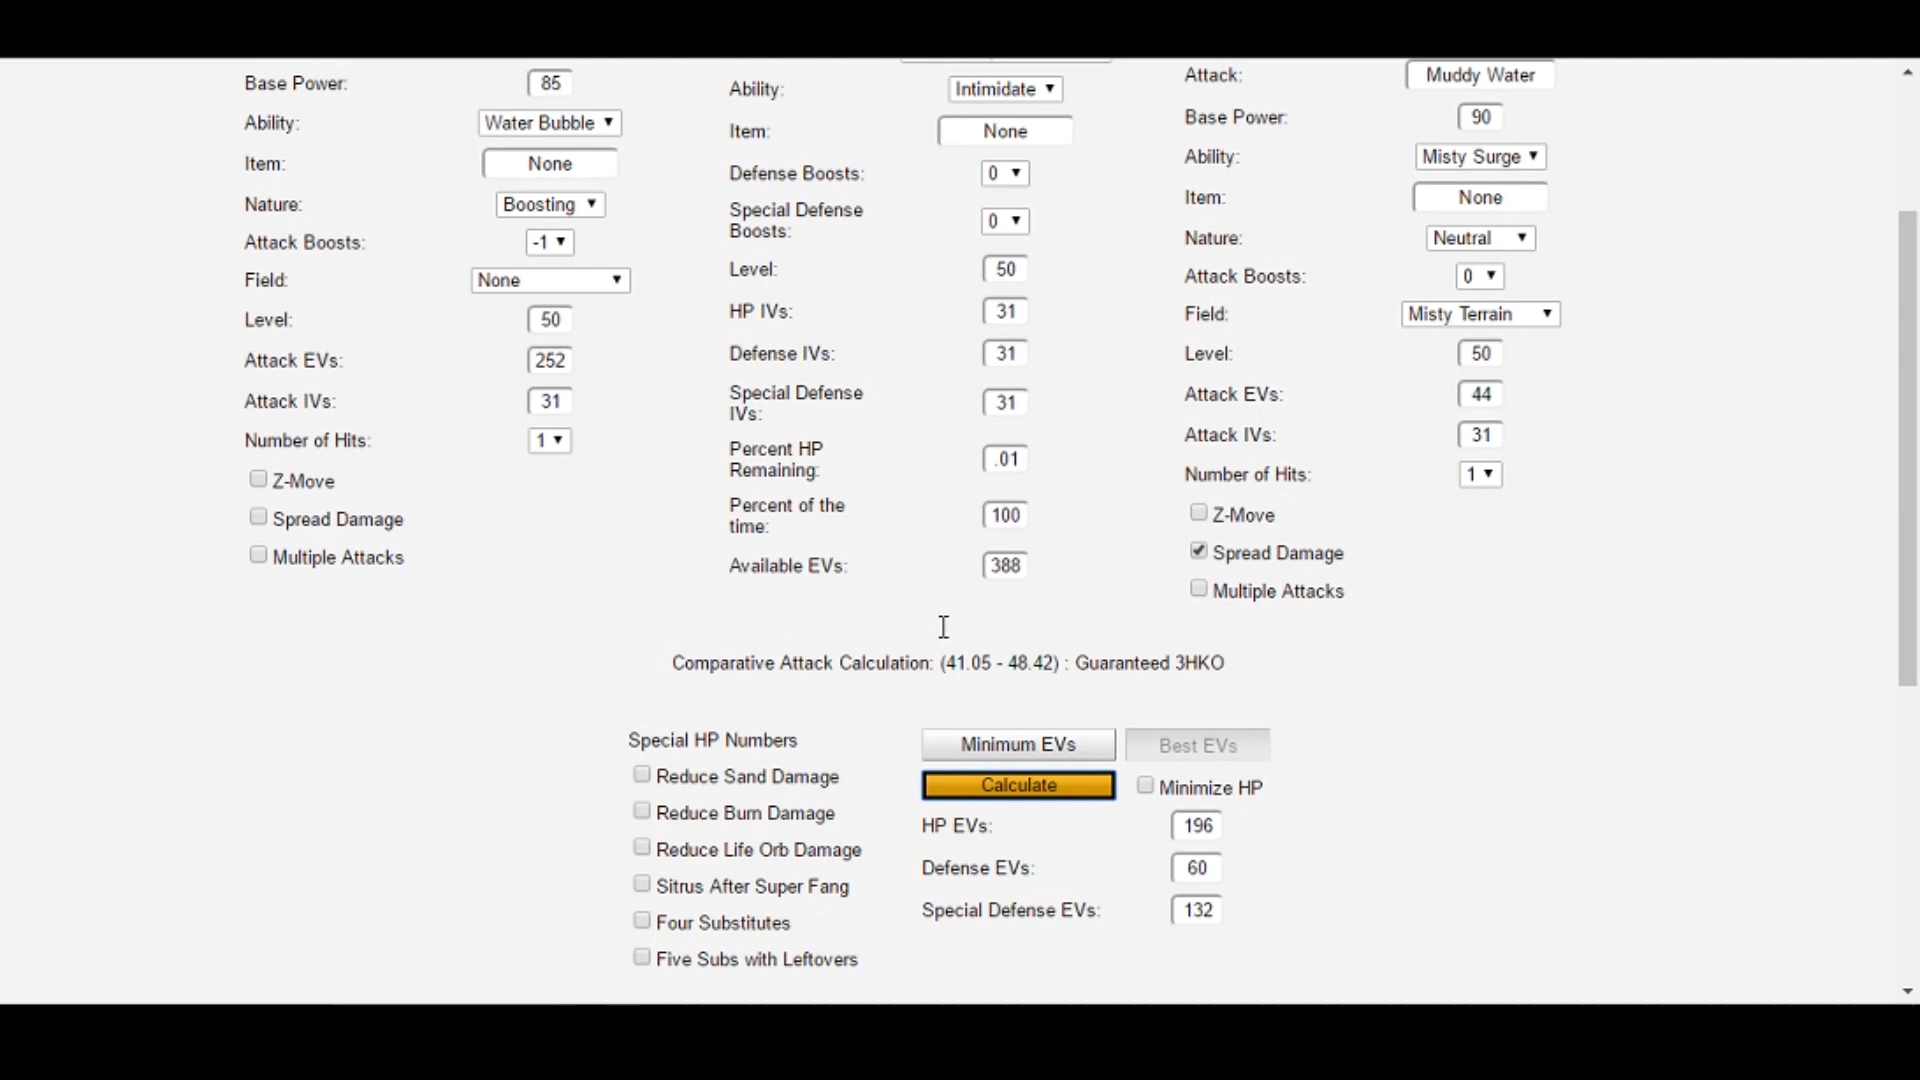 Base Power: 85
Ability: Water Bubble
Item: None
Nature: Boosting
Attack Boosts: -1
Field: None
Level: 50
Attack EVs: 252
Attack IVs: 31
Number of Hits: 1
Z-Move
Spread Damage
Multiple Attacks
Ability: Intimidate
Item: None
Defense Boosts: 0
Special Defense
Boosts: 0
Level: 50
HP IVs: 31
Defense IVs: 31
Special Defense
IVs: 31
Percent HP
Remaining: .01
Percent of the
time: 100
Available EVs: 388
Attack: Muddy Water
Base Power: 90
Ability: Misty Surge
Item: None
Nature: Neutral
Attack Boosts: 0
Field: Misty Terrain
Level: 50
Attack EVs: 44
Attack IVs: 31
Number of Hits: 1
Z-Move
Spread Damage
Multiple Attacks
Comparative Attack Calculation: (41.05 - 48.42) : Guaranteed 3HKO
Special HP Numbers
Reduce Sand Damage
Reduce Burn Damage
Reduce Life Orb Damage
Sitrus After Super Fang
Four Substitutes
Five Subs with Leftovers
Minimum EVs
Best EVs
Calculate
Minimize HP
HP EVs: 196
Defense EVs: 60
Special Defense EVs: 132